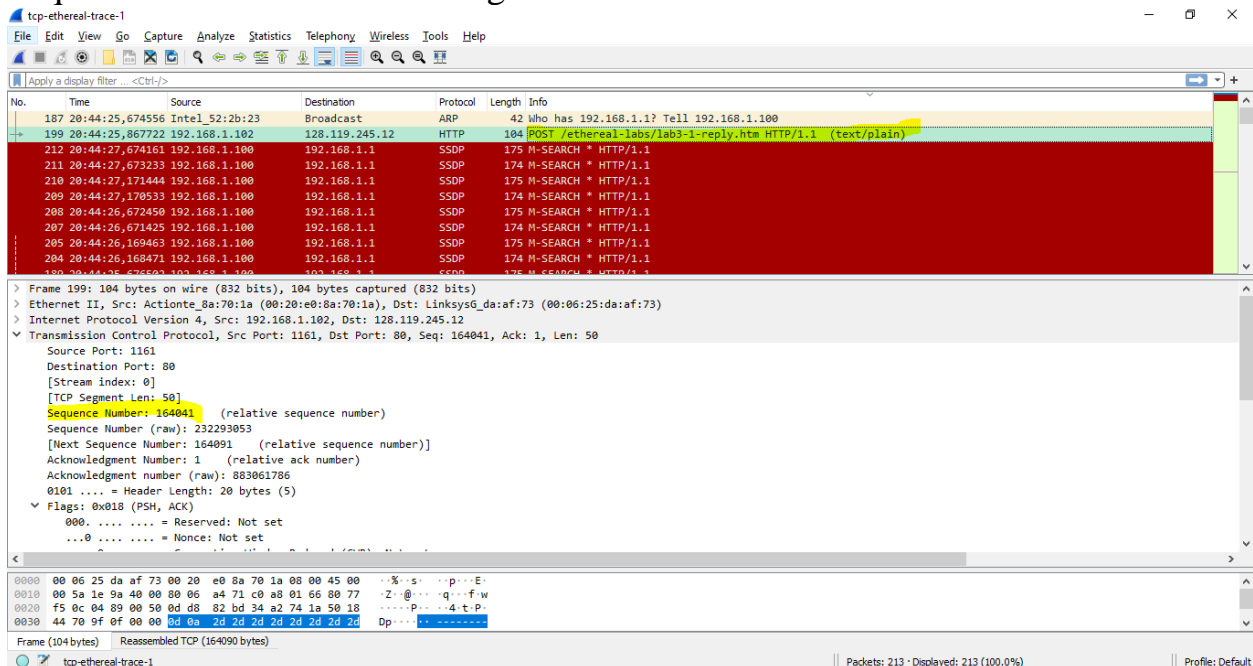 tcp-ethereal-trace-1
File Edit View Go Capture Analyze Statistics Telephony Wireless Tools Help
Apply a display filter ... <Ctrl-/>
No. Time Source Destination Protocol Length Info
187 20:44:25,674556 Intel_52:2b:23 Broadcast ARP 42 Who has 192.168.1.1? Tell 192.168.1.100
199 20:44:25,867722 192.168.1.102 128.119.245.12 HTTP 104 POST /ethereal-labs/lab3-1-reply.htm HTTP/1.1 (text/plain)
212 20:44:27,674161 192.168.1.100 192.168.1.1 SSDP 175 M-SEARCH * HTTP/1.1
211 20:44:27,673233 192.168.1.100 192.168.1.1 SSDP 174 M-SEARCH * HTTP/1.1
210 20:44:27,171444 192.168.1.100 192.168.1.1 SSDP 175 M-SEARCH * HTTP/1.1
209 20:44:27,170533 192.168.1.100 192.168.1.1 SSDP 174 M-SEARCH * HTTP/1.1
208 20:44:26,672450 192.168.1.100 192.168.1.1 SSDP 175 M-SEARCH * HTTP/1.1
207 20:44:26,671425 192.168.1.100 192.168.1.1 SSDP 174 M-SEARCH * HTTP/1.1
205 20:44:26,169463 192.168.1.100 192.168.1.1 SSDP 175 M-SEARCH * HTTP/1.1
204 20:44:26,168471 192.168.1.100 192.168.1.1 SSDP 174 M-SEARCH * HTTP/1.1
Frame 199: 104 bytes on wire (832 bits), 104 bytes captured (832 bits)
Ethernet II, Src: Actionte_8a:70:1a (00:20:e0:8a:70:1a), Dst: LinksysG_da:af:73 (00:06:25:da:af:73)
Internet Protocol Version 4, Src: 192.168.1.102, Dst: 128.119.245.12
Transmission Control Protocol, Src Port: 1161, Dst Port: 80, Seq: 164041, Ack: 1, Len: 50
Source Port: 1161
Destination Port: 80
[Stream index: 0]
[TCP Segment Len: 50]
Sequence Number: 164041 (relative sequence number)
Sequence Number (raw): 232293053
[Next Sequence Number: 164091 (relative sequence number)]
Acknowledgment Number: 1 (relative ack number)
Acknowledgment number (raw): 883061786
0101 .... = Header Length: 20 bytes (5)
Flags: 0x018 (PSH, ACK)
000. .... .... = Reserved: Not set
...0 .... .... = Nonce: Not set
0000 00 06 25 da af 73 00 20 e0 8a 70 1a 08 00 45 00 ··%··s· ··p···E·
0010 00 5a 1e 9a 40 00 80 06 a4 71 c0 a8 01 66 80 77 ·Z··@··· ·q···f·w
0020 f5 0c 04 89 00 50 0d d8 82 bd 34 a2 74 1a 50 18 ·····P·· ··4·t·P·
0030 44 70 9f 0f 00 00 0d 0a 2d 2d 2d 2d 2d 2d 2d 2d Dp······ --------
Frame (104 bytes) Reassembled TCP (164090 bytes)
tcp-ethereal-trace-1 Packets: 213 · Displayed: 213 (100.0%) Profile: Default